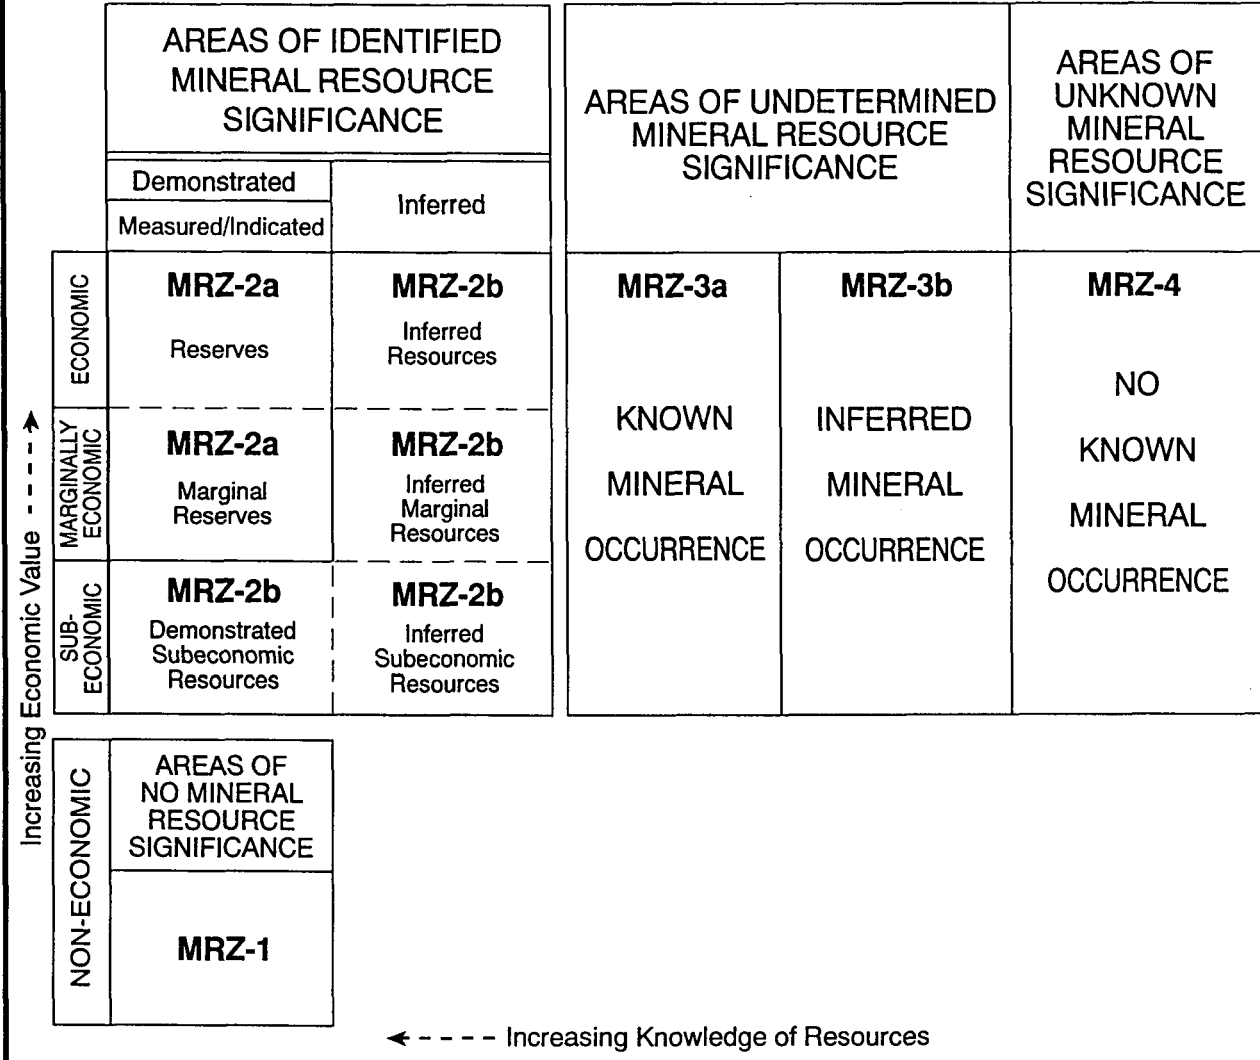 AREAS OF IDENTIFIED
MINERAL RESOURCE
SIGNIFICANCE
AREAS OF UNDETERMINED
MINERAL RESOURCE
SIGNIFICANCE
AREAS OF
UNKNOWN
MINERAL
RESOURCE
SIGNIFICANCE
Demonstrated
Measured/Indicated
Inferred
ECONOMIC
MRZ-2a
Reserves
MRZ-2b
Inferred
Resources
MRZ-3a
KNOWN
MINERAL
OCCURRENCE
MRZ-3b
INFERRED
MINERAL
OCCURRENCE
MRZ-4
NO
KNOWN
MINERAL
OCCURRENCE
MARGINALLY
ECONOMIC
MRZ-2a
Marginal
Reserves
MRZ-2b
Inferred
Marginal
Resources
SUB-
ECONOMIC
MRZ-2b
Demonstrated
Subeconomic
Resources
MRZ-2b
Inferred
Subeconomic
Resources
Increasing Economic Value
NON-ECONOMIC
AREAS OF
NO MINERAL
RESOURCE
SIGNIFICANCE
MRZ-1
Increasing Knowledge of Resources